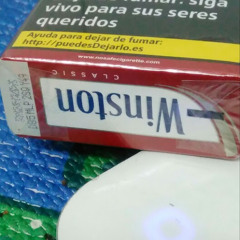 vivo para sus seres
queridos
Ayuda para dejar de fumar:
http://puedesDejarlo.es
CLASSIC
Winston